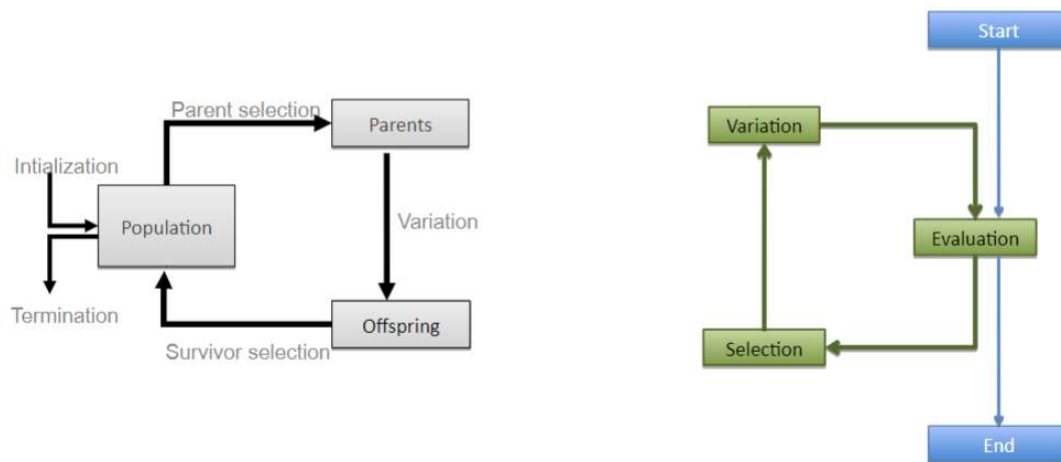 Parent selection
Parents
Intialization
Population
Variation
Termination
Offspring
Survivor selection
Start
Variation
Evaluation
Selection
End